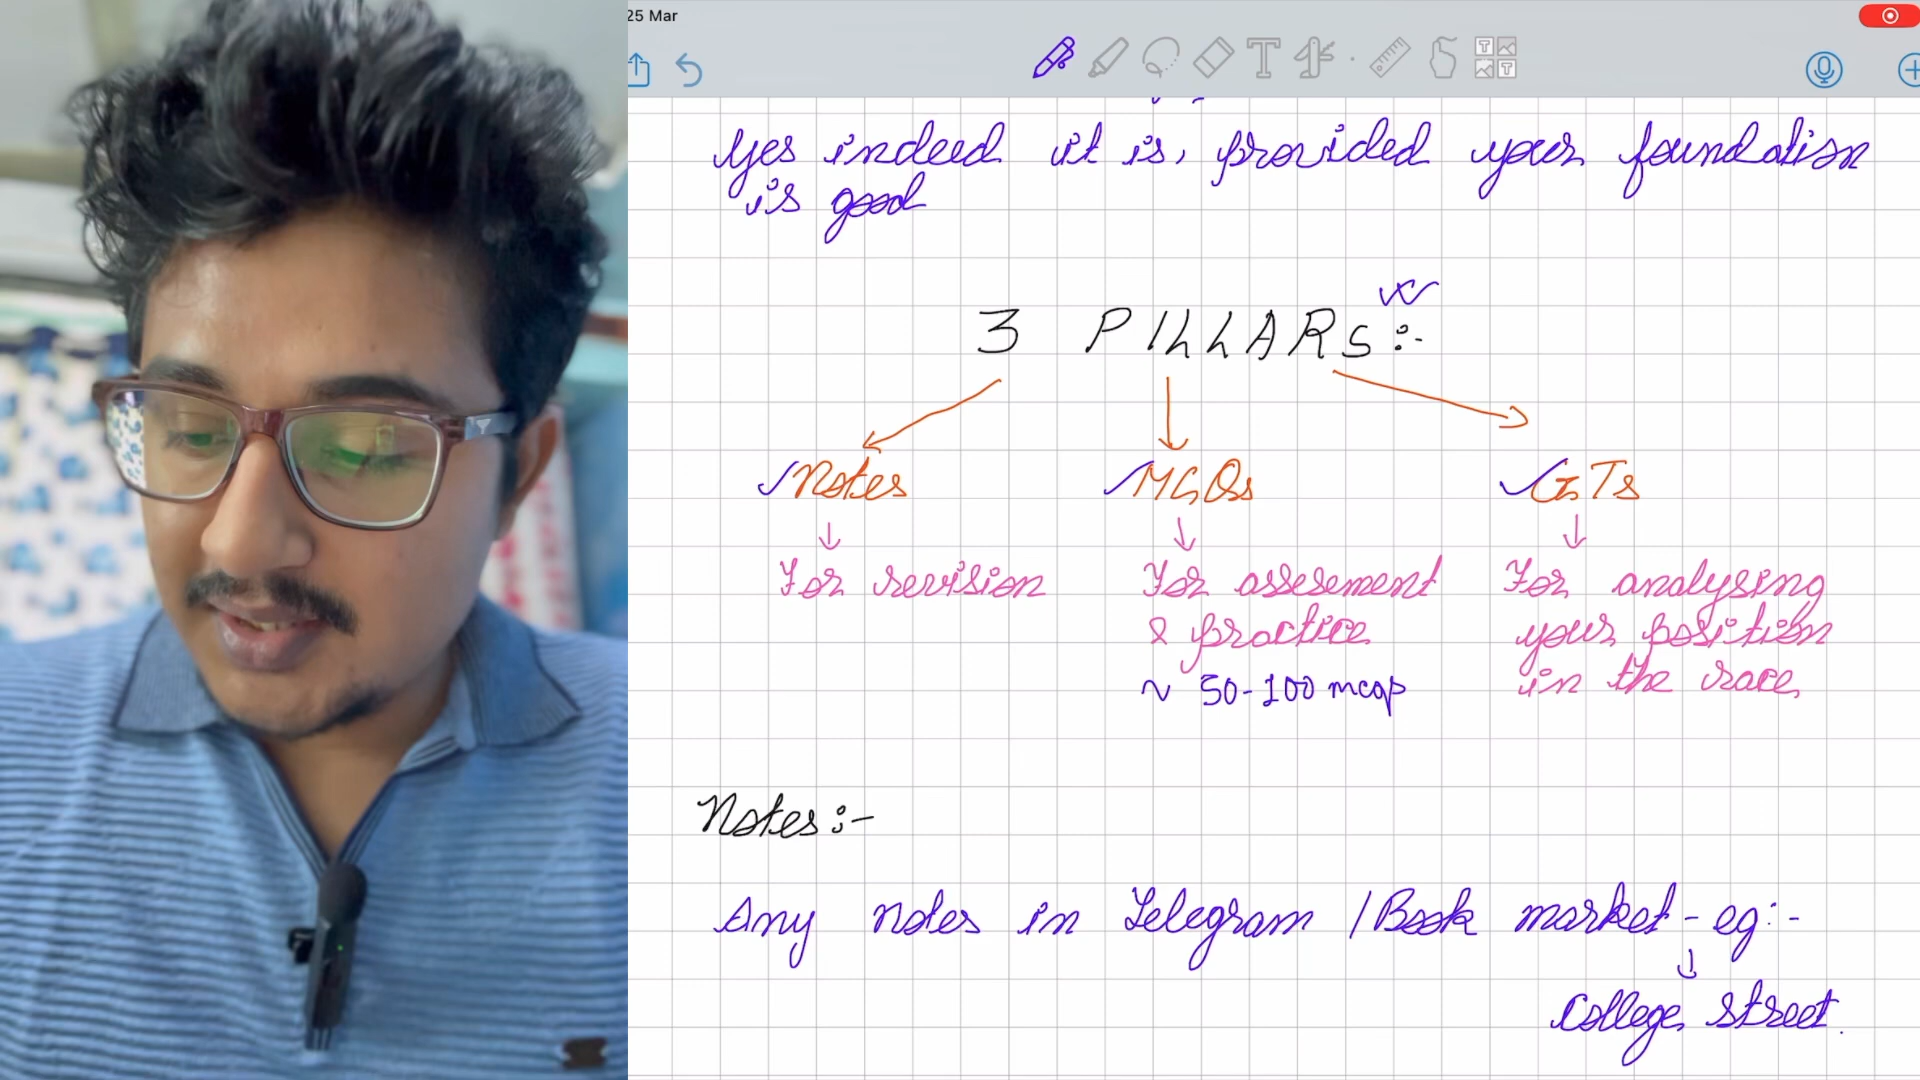 25 Mar
Yes indeed it is, provided your foundation
is good
3 PILLARS:-
Notes MCQs GTs
For revision
For assesement
& practice
~ 50-100 mcqs
For analysing
your position
in the race
Notes:-
Any notes in Telegram / Book market - eg:-
College street.